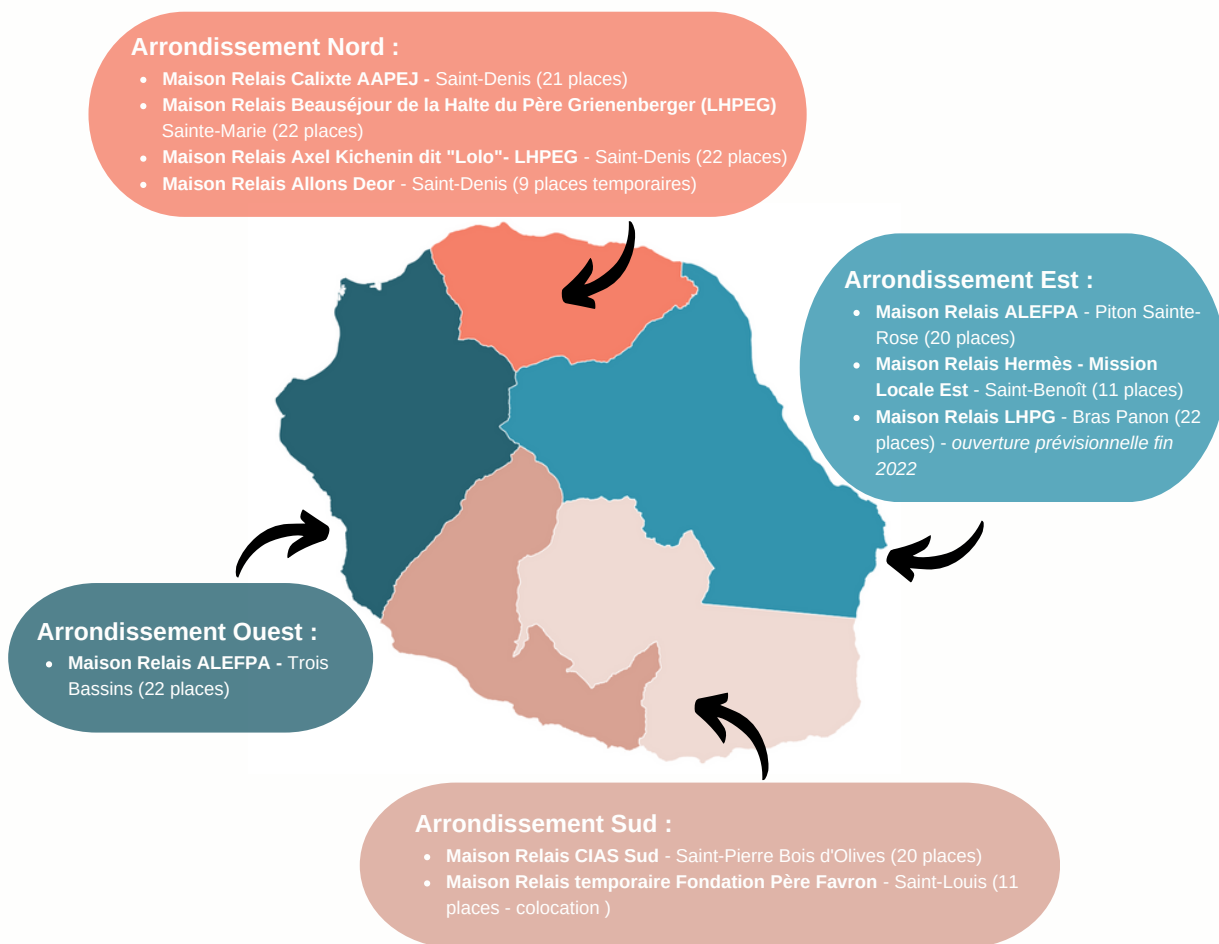 Arrondissement Nord :
• Maison Relais Calixte AAPEJ - Saint-Denis (21 places)
• Maison Relais Beauséjour de la Halte du Père Grienenberger (LHPEG)
Sainte-Marie (22 places)
• Maison Relais Axel Kichenin dit "Lolo"- LHPEG - Saint-Denis (22 places)
• Maison Relais Allons Deor - Saint-Denis (9 places temporaires)
Arrondissement Est :
• Maison Relais ALEFPA - Piton Sainte-
Rose (20 places)
• Maison Relais Hermès - Mission
Locale Est - Saint-Benoît (11 places)
• Maison Relais LHPG - Bras Panon (22
places) - ouverture prévisionnelle fin
2022
Arrondissement Ouest :
• Maison Relais ALEFPA - Trois
Bassins (22 places)
Arrondissement Sud :
• Maison Relais CIAS Sud - Saint-Pierre Bois d'Olives (20 places)
• Maison Relais temporaire Fondation Père Favron - Saint-Louis (11
places - colocation )